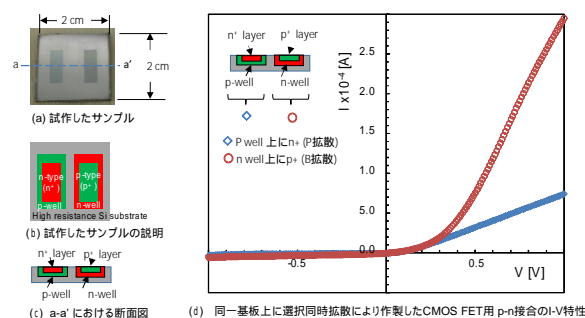 2 cm
a
a'
2 cm
(a) 試作したサンプル
n-type
(n⁺)
p-type
(p⁺)
p-well
n-well
High resistance Si substrate
(b) 試作したサンプルの説明
n⁺ layer
p⁺ layer
p-well
n-well
(c) a-a' における断面図
(d)
n⁺ layer
p⁺ layer
p-well
n-well
P well 上にn+ (P拡散)
n well 上にp+ (B拡散)
I x10⁻⁴ [A]
2.5
2.0
1.5
1.0
5.0
0.0
-0.5
0.5
V [V]
(d) 同一基板上に選択同時拡散により作製したCMOS FET用 p-n接合のI-V特性